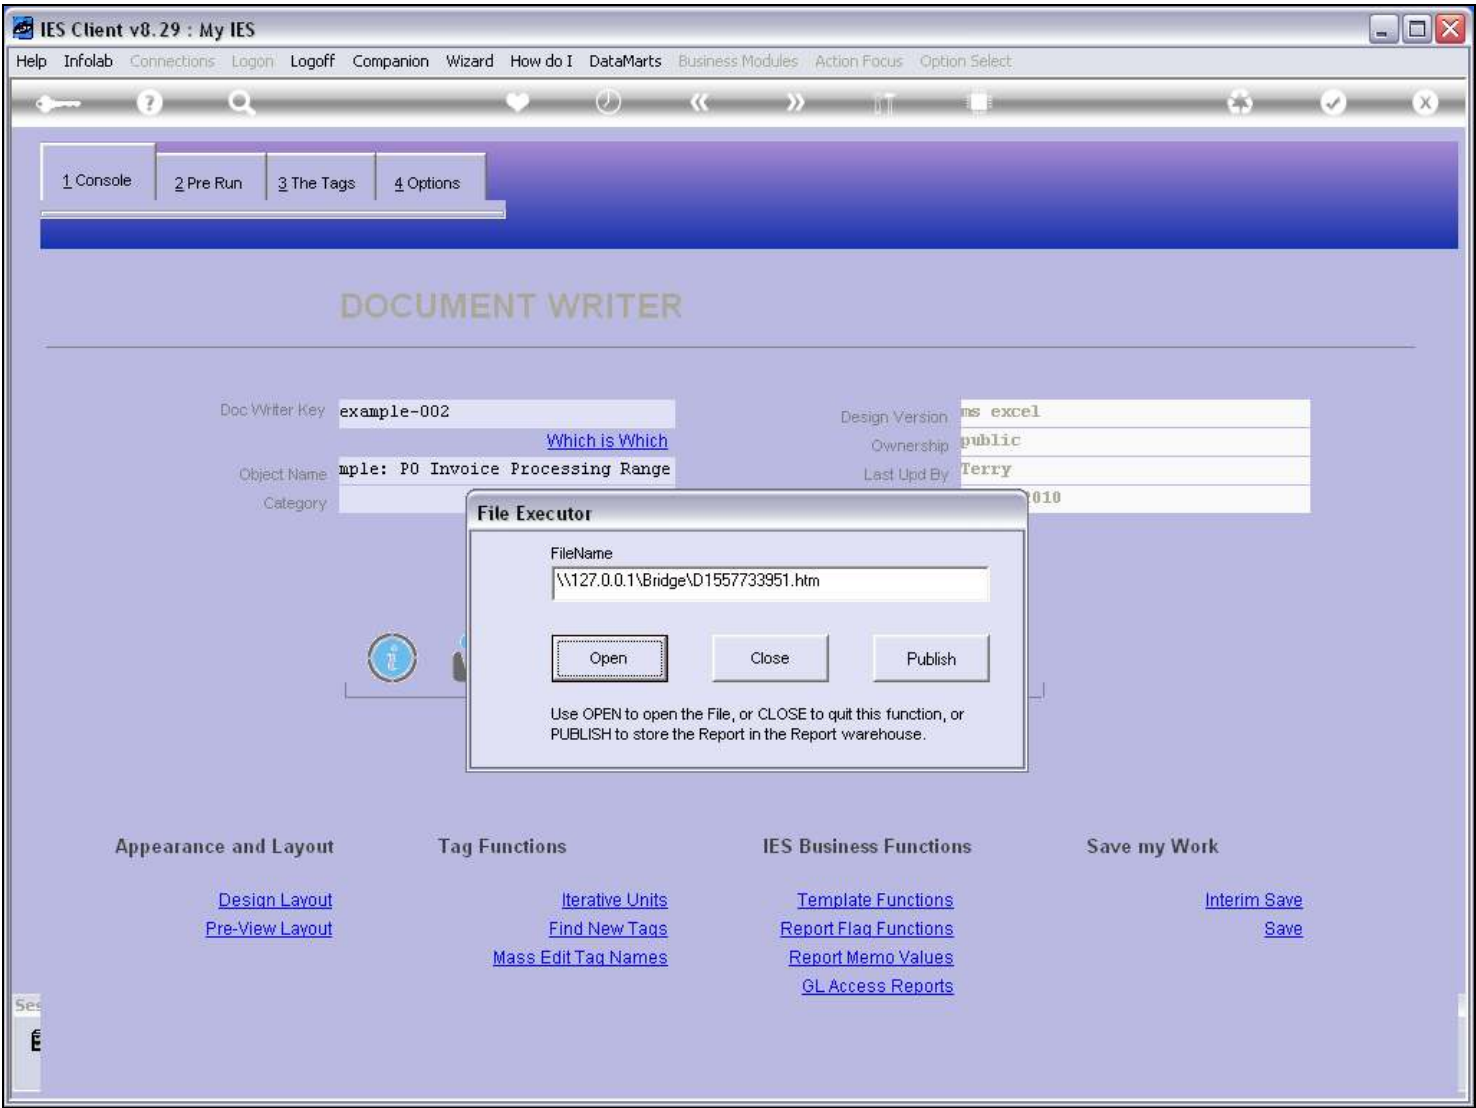 IES Client v8.29 : My IES
Help Infolab Connections Logon Logoff Companion Wizard How do I DataMarts Business Modules Action Focus Option Select
1 Console 2 Pre Run 3 The Tags 4 Options
DOCUMENT WRITER
Doc Writer Key example-002
Design Version ms excel
Which is Which
Ownership public
Object Name mple: PO Invoice Processing Range
Last Upd By Terry
Category
2010
File Executor
FileName
\\127.0.0.1\Bridge\D1557733951.htm
Open Close Publish
Use OPEN to open the File, or CLOSE to quit this function, or
PUBLISH to store the Report in the Report warehouse.
Appearance and Layout
Design Layout
Pre-View Layout
Tag Functions
Iterative Units
Find New Tags
Mass Edit Tag Names
IES Business Functions
Template Functions
Report Flag Functions
Report Memo Values
GL Access Reports
Save my Work
Interim Save
Save
Ses